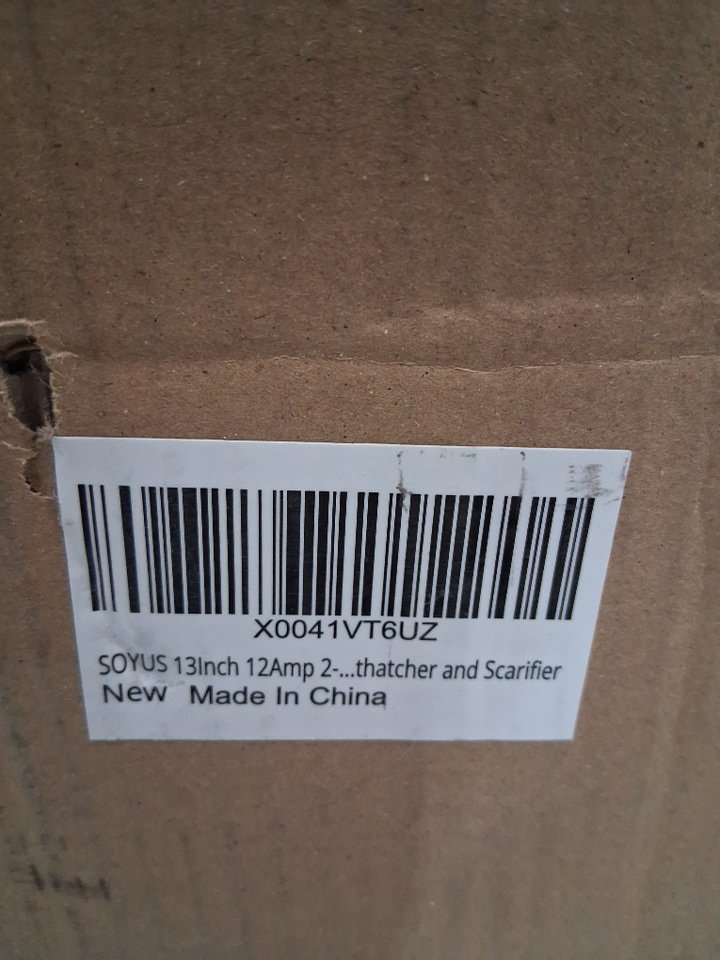 X0041VT6UZ
SOYUS 13Inch 12Amp 2-...thatcher and Scarifier
New Made In China